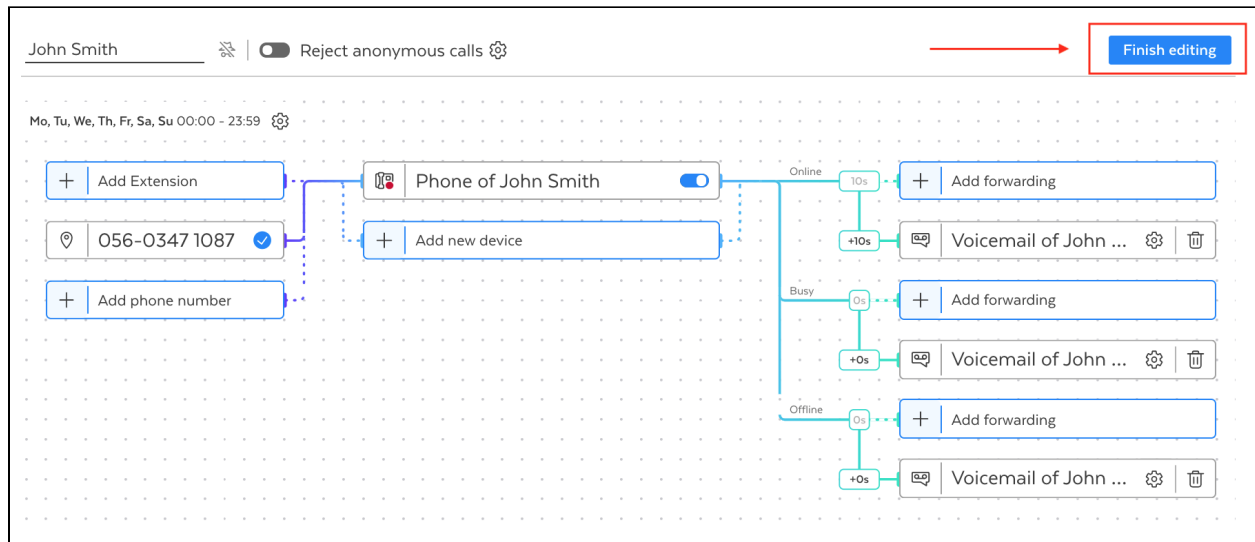 John Smith
Reject anonymous calls
Finish editing
Mo, Tu, We, Th, Fr, Sa, Su 00:00 - 23:59
Add Extension
Phone of John Smith
Online
10s
Add forwarding
056-0347 1087
Add new device
+10s
Voicemail of John ...
Add phone number
Busy
0s
Add forwarding
+0s
Voicemail of John ...
Offline
0s
Add forwarding
+0s
Voicemail of John ...